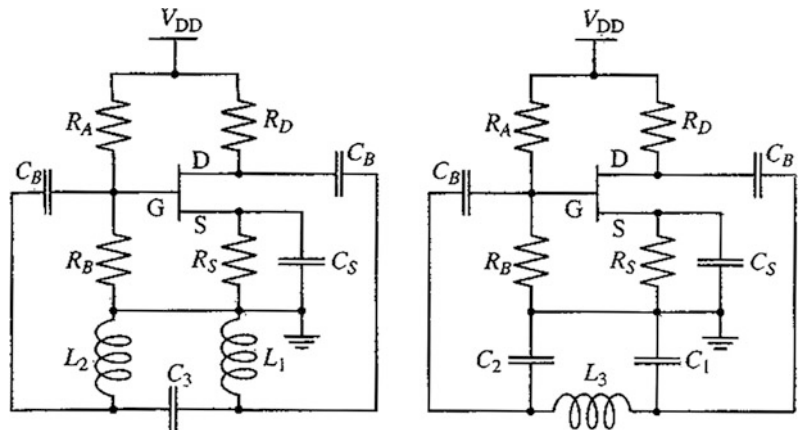 V_DD
R_A
R_D
C_B
D
C_B
G
S
R_B
R_S
C_S
L_2
C_3
L_1
V_DD
R_A
R_D
C_B
D
C_B
G
S
R_B
R_S
C_S
C_2
L_3
C_1